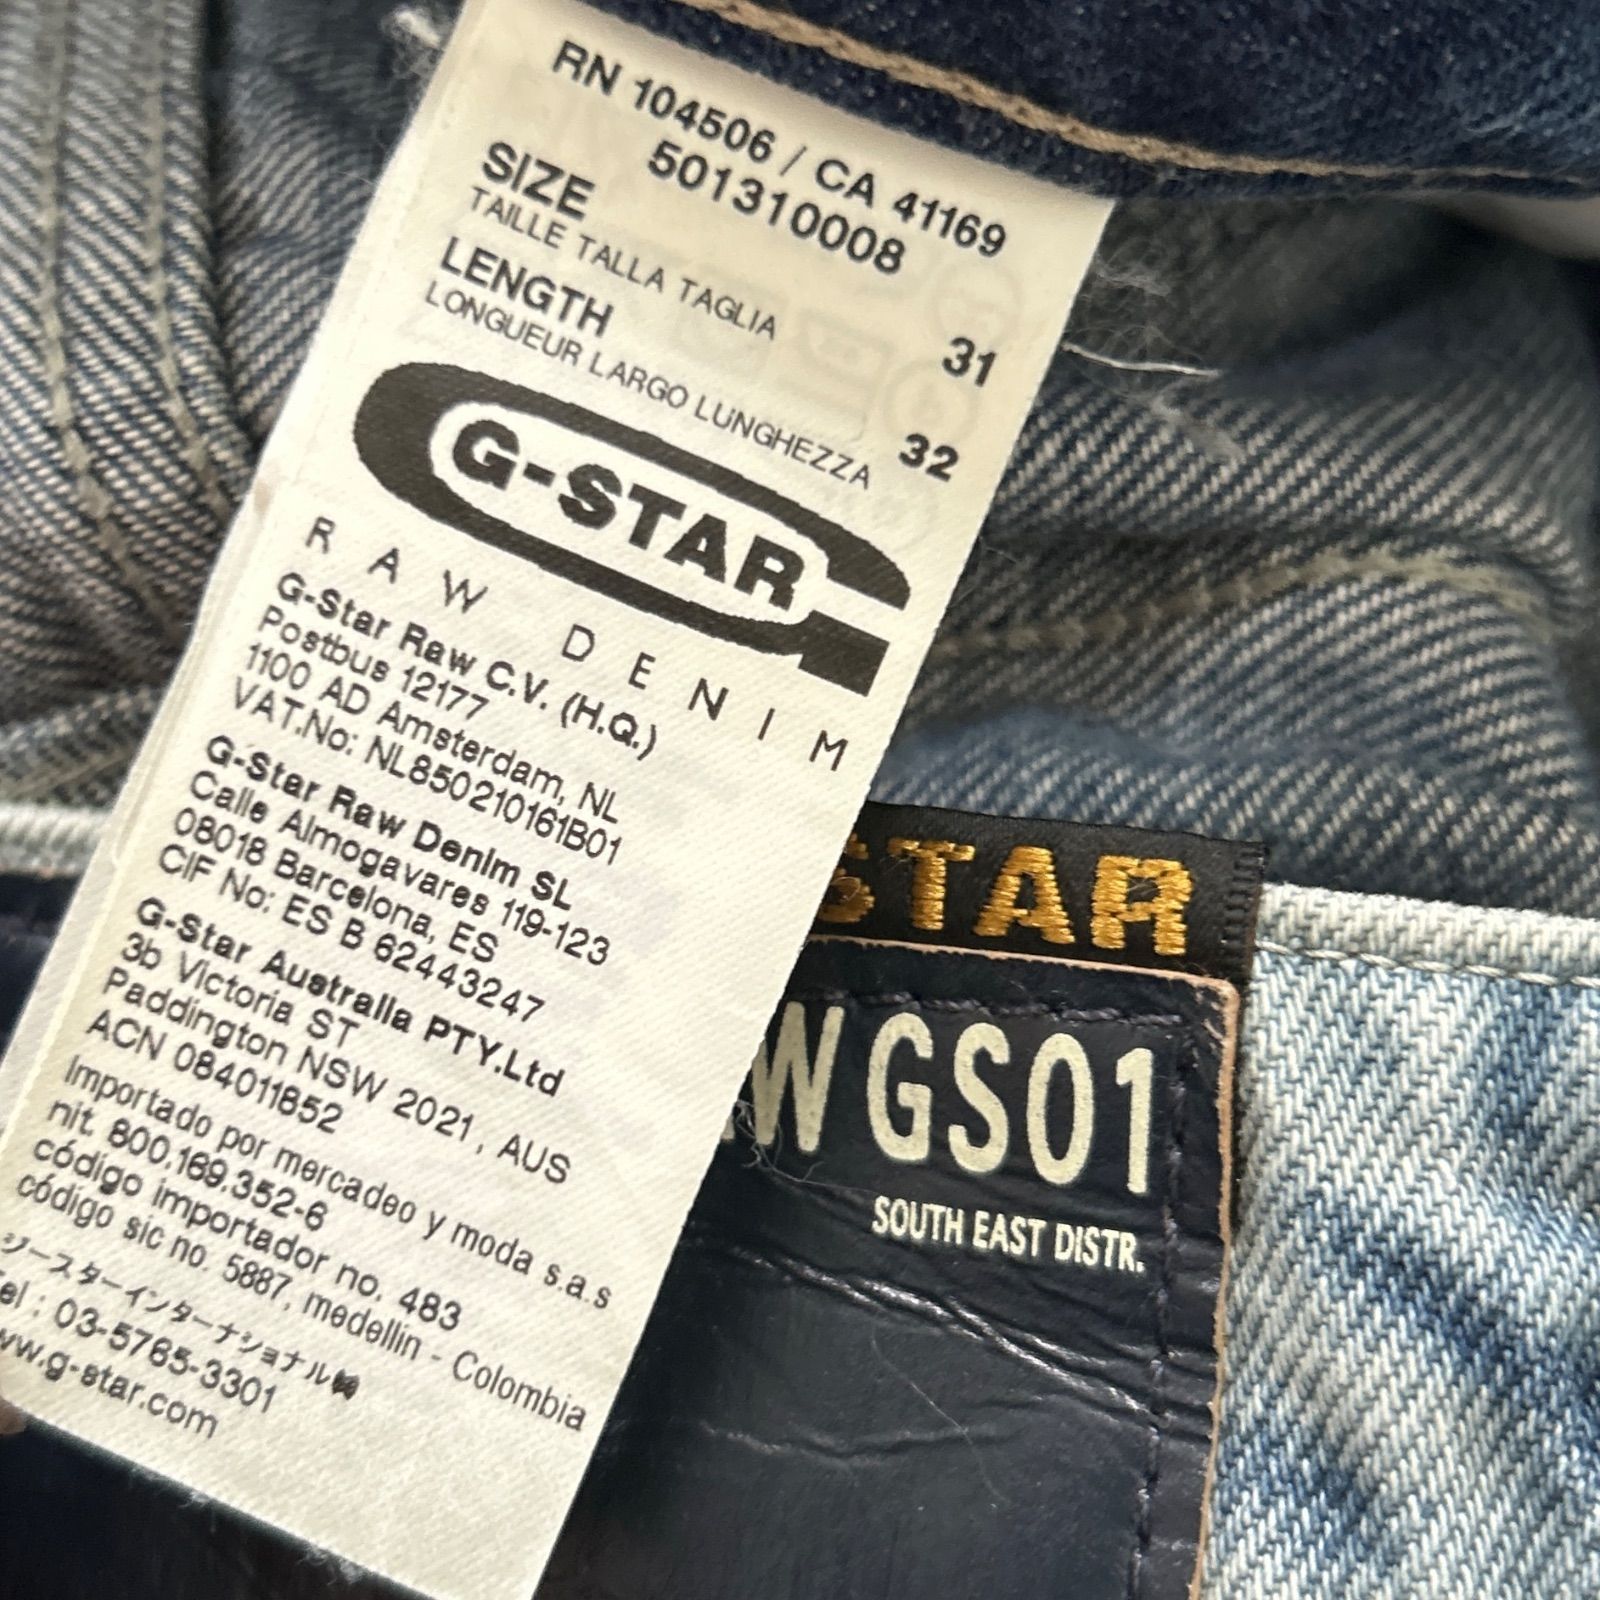 RN 104506 / CA 41169
501310008
SIZE 31
TAILLE TALLA TAGLIA
LENGTH 32
LONGUEUR LARGO LUNGHEZZA
G-STAR
RAW DENIM
G-Star Raw C.V. (H.Q.)
Postbus 12177
1100 AD Amsterdam, NL
VAT.No: NL850210161B01
G-Star Raw Denim SL
Calle Almogavares 119-123
08018 Barcelona, ES
CIF No: ES B 62443247
G-Star Australia PTY.Ltd
3b Victoria ST
Paddington NSW 2021, AUS
ACN 084011852
Importado por mercadeo y moda s.a.s
nit. 800.169.352-6
código importador no. 483
código sic no. 5887, medellin - Colombia
ジースターインターナショナル㈱
el : 03-5765-3301
ww.g-star.com
STAR
W GS01
SOUTH EAST DISTR.